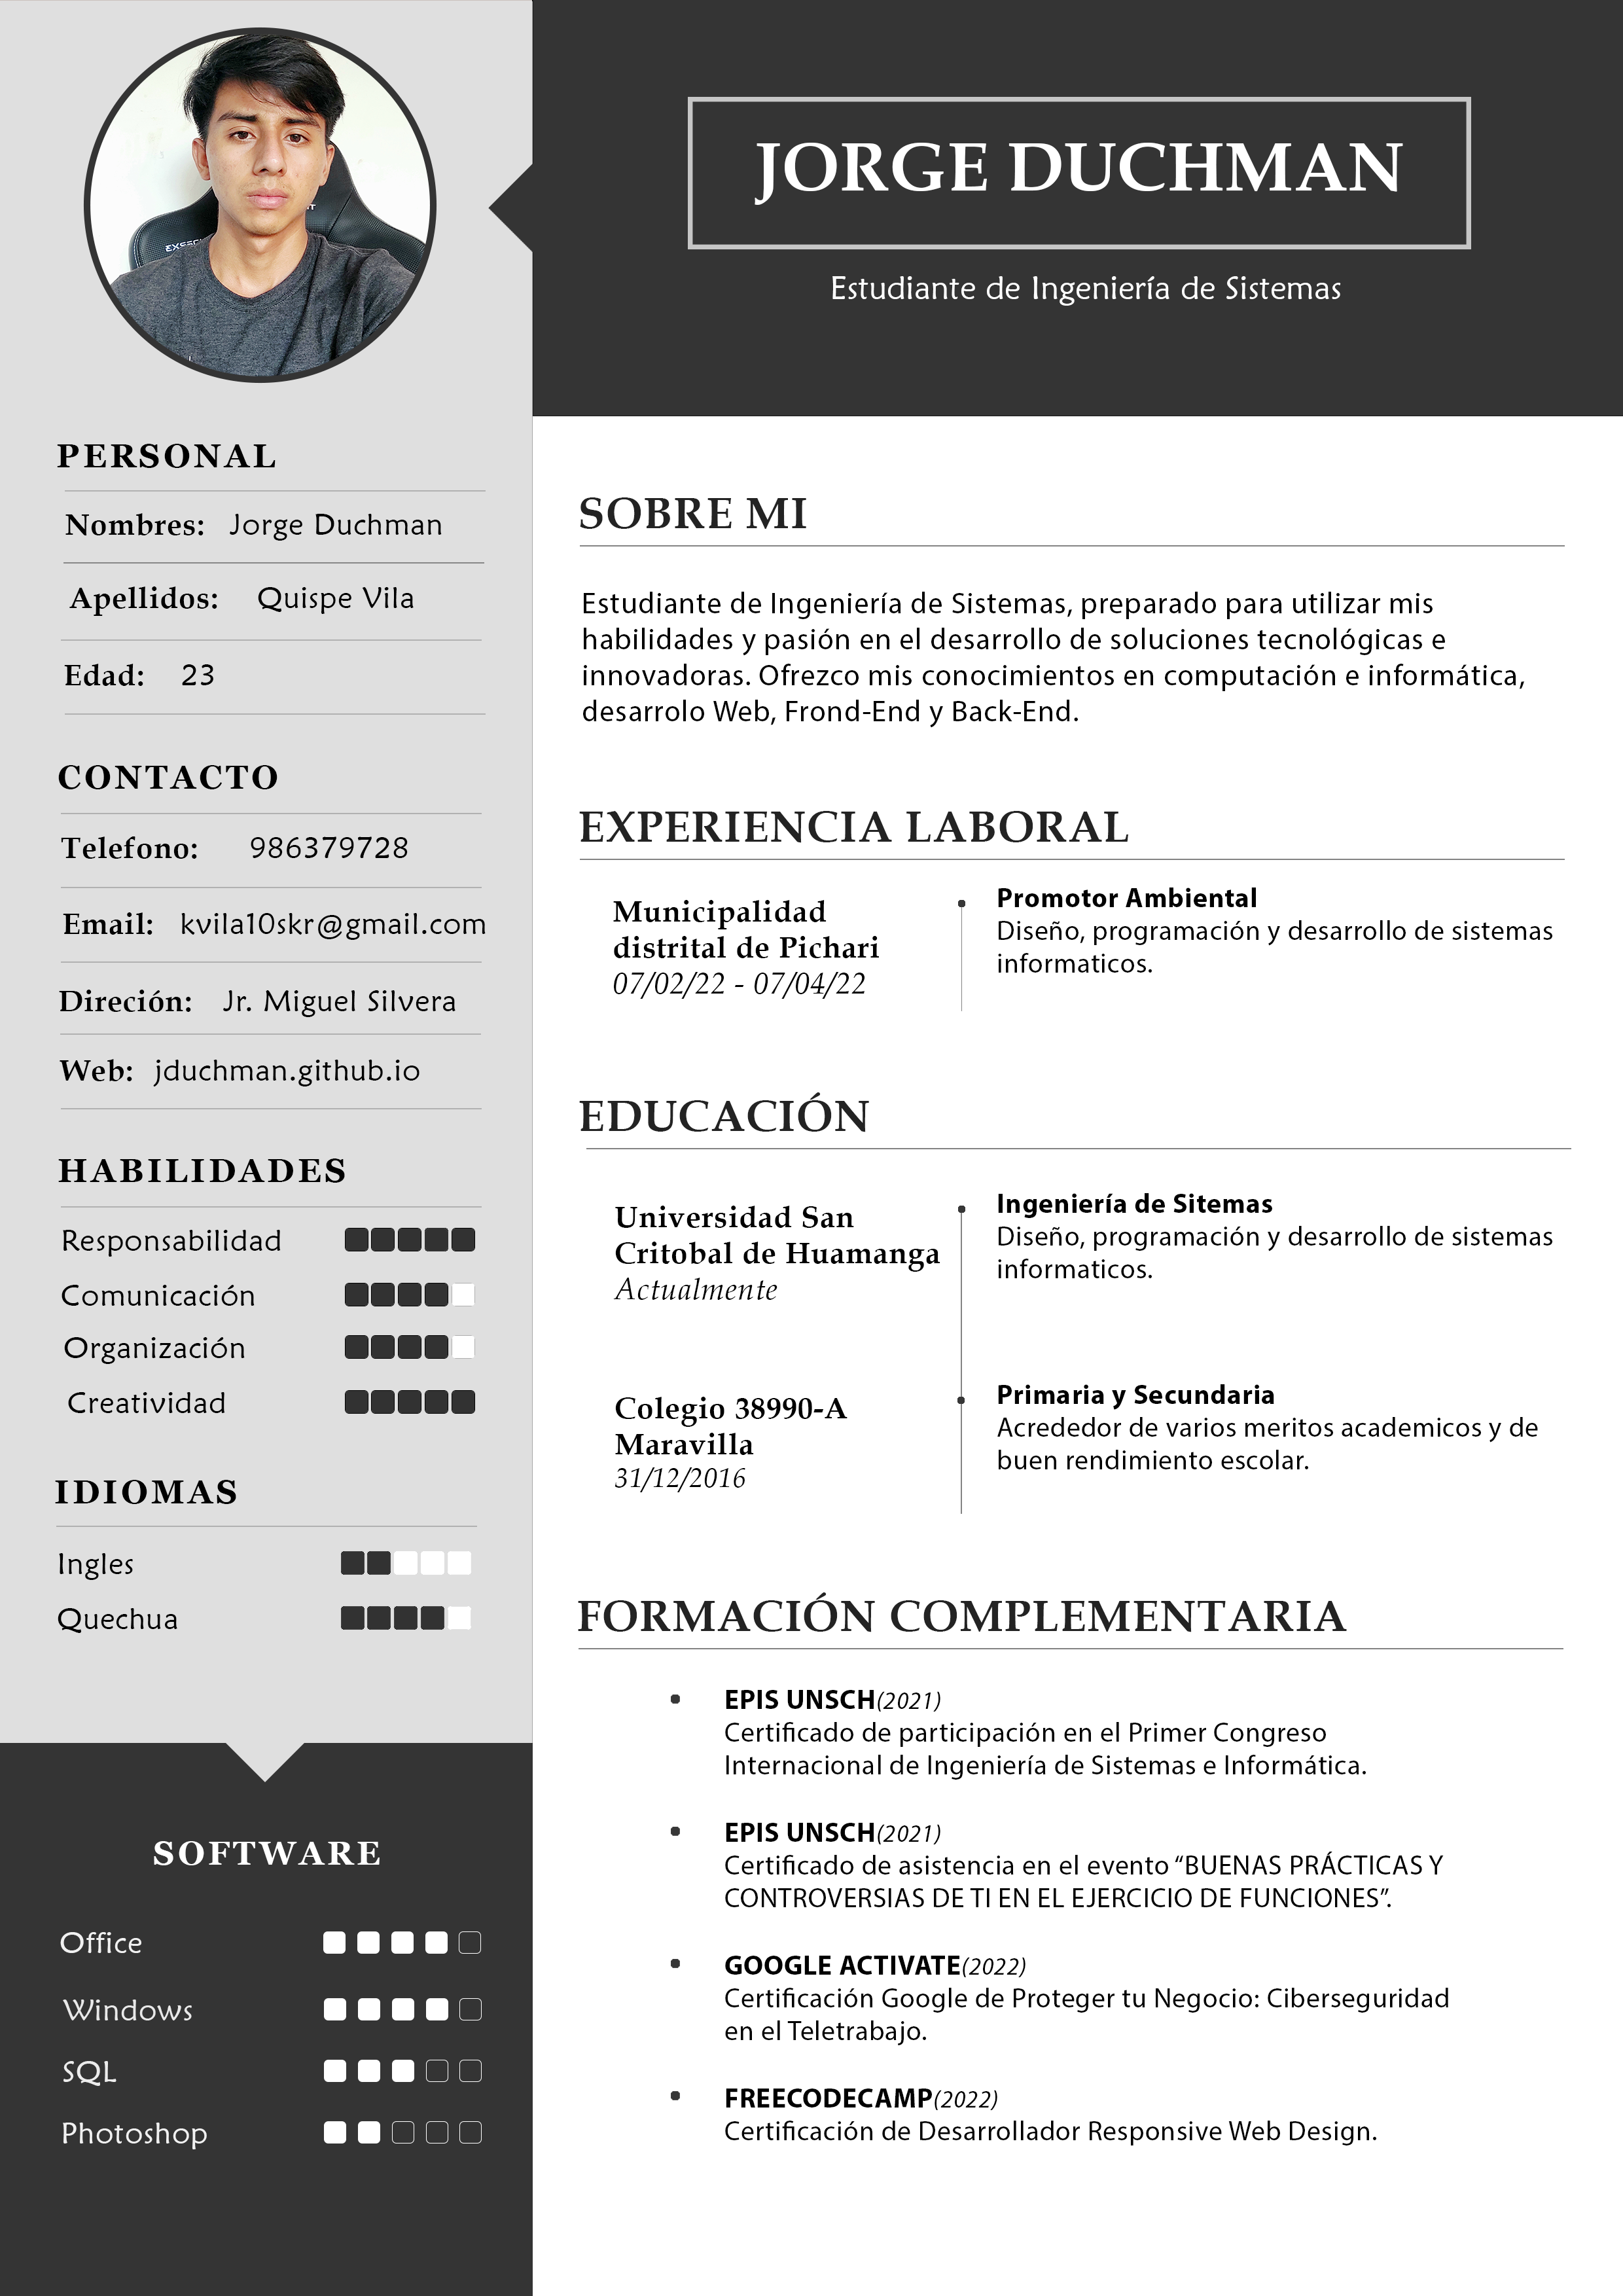 JORGE DUCHMAN
Estudiante de Ingeniería de Sistemas
PERSONAL
Nombres: Jorge Duchman
Apellidos: Quispe Vila
Edad: 23
CONTACTO
Telefono: 986379728
Email: kvila10skr@gmail.com
Direción: Jr. Miguel Silvera
Web: jduchman.github.io
HABILIDADES
Responsabilidad
Comunicación
Organización
Creatividad
IDIOMAS
Ingles
Quechua
SOFTWARE
Office
Windows
SQL
Photoshop
SOBRE MI
Estudiante de Ingeniería de Sistemas, preparado para utilizar mis
habilidades y pasión en el desarrollo de soluciones tecnológicas e
innovadoras. Ofrezco mis conocimientos en computación e informática,
desarrolo Web, Frond-End y Back-End.
EXPERIENCIA LABORAL
Municipalidad
distrital de Pichari
07/02/22 - 07/04/22
Promotor Ambiental
Diseño, programación y desarrollo de sistemas
informaticos.
EDUCACIÓN
Universidad San
Critobal de Huamanga
Actualmente
Ingeniería de Sitemas
Diseño, programación y desarrollo de sistemas
informaticos.
Colegio 38990-A
Maravilla
31/12/2016
Primaria y Secundaria
Acrededor de varios meritos academicos y de
buen rendimiento escolar.
FORMACIÓN COMPLEMENTARIA
• EPIS UNSCH(2021)
Certificado de participación en el Primer Congreso
Internacional de Ingeniería de Sistemas e Informática.
• EPIS UNSCH(2021)
Certificado de asistencia en el evento “BUENAS PRÁCTICAS Y
CONTROVERSIAS DE TI EN EL EJERCICIO DE FUNCIONES”.
• GOOGLE ACTIVATE(2022)
Certificación Google de Proteger tu Negocio: Ciberseguridad
en el Teletrabajo.
• FREECODECAMP(2022)
Certificación de Desarrollador Responsive Web Design.